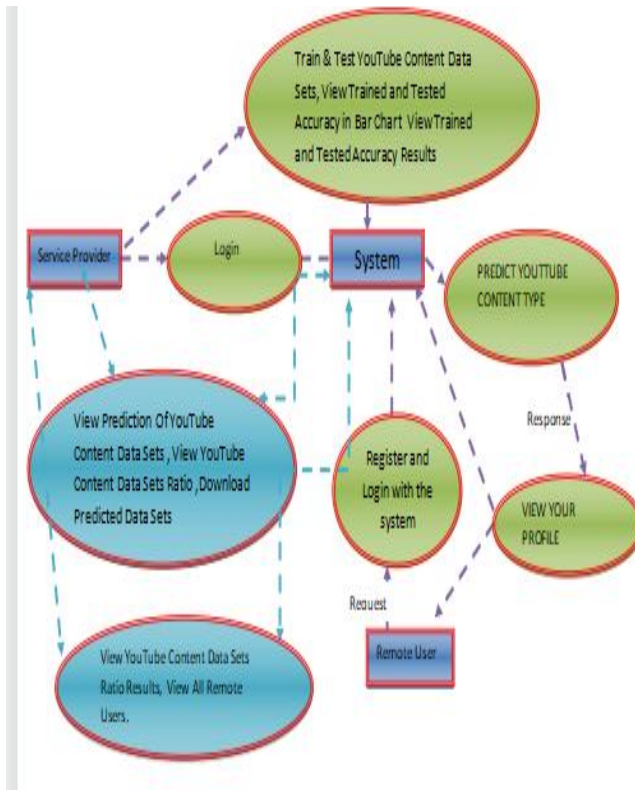 Train & Test YouTube Content Data
Sets, View Trained and Tested
Accuracy in Bar Chart View Trained
and Tested Accuracy Results
Service Provider
Login
System
PREDICT YOUTTUBE
CONTENT TYPE
View Prediction Of YouTube
Content Data Sets , View YouTube
Content Data Sets Ratio , Download
Predicted Data Sets
Register and
Login with the
system
Response
VIEW YOUR
PROFILE
Request
Remote User
View YouTube Content Data Sets
Ratio Results, View All Remote
Users.